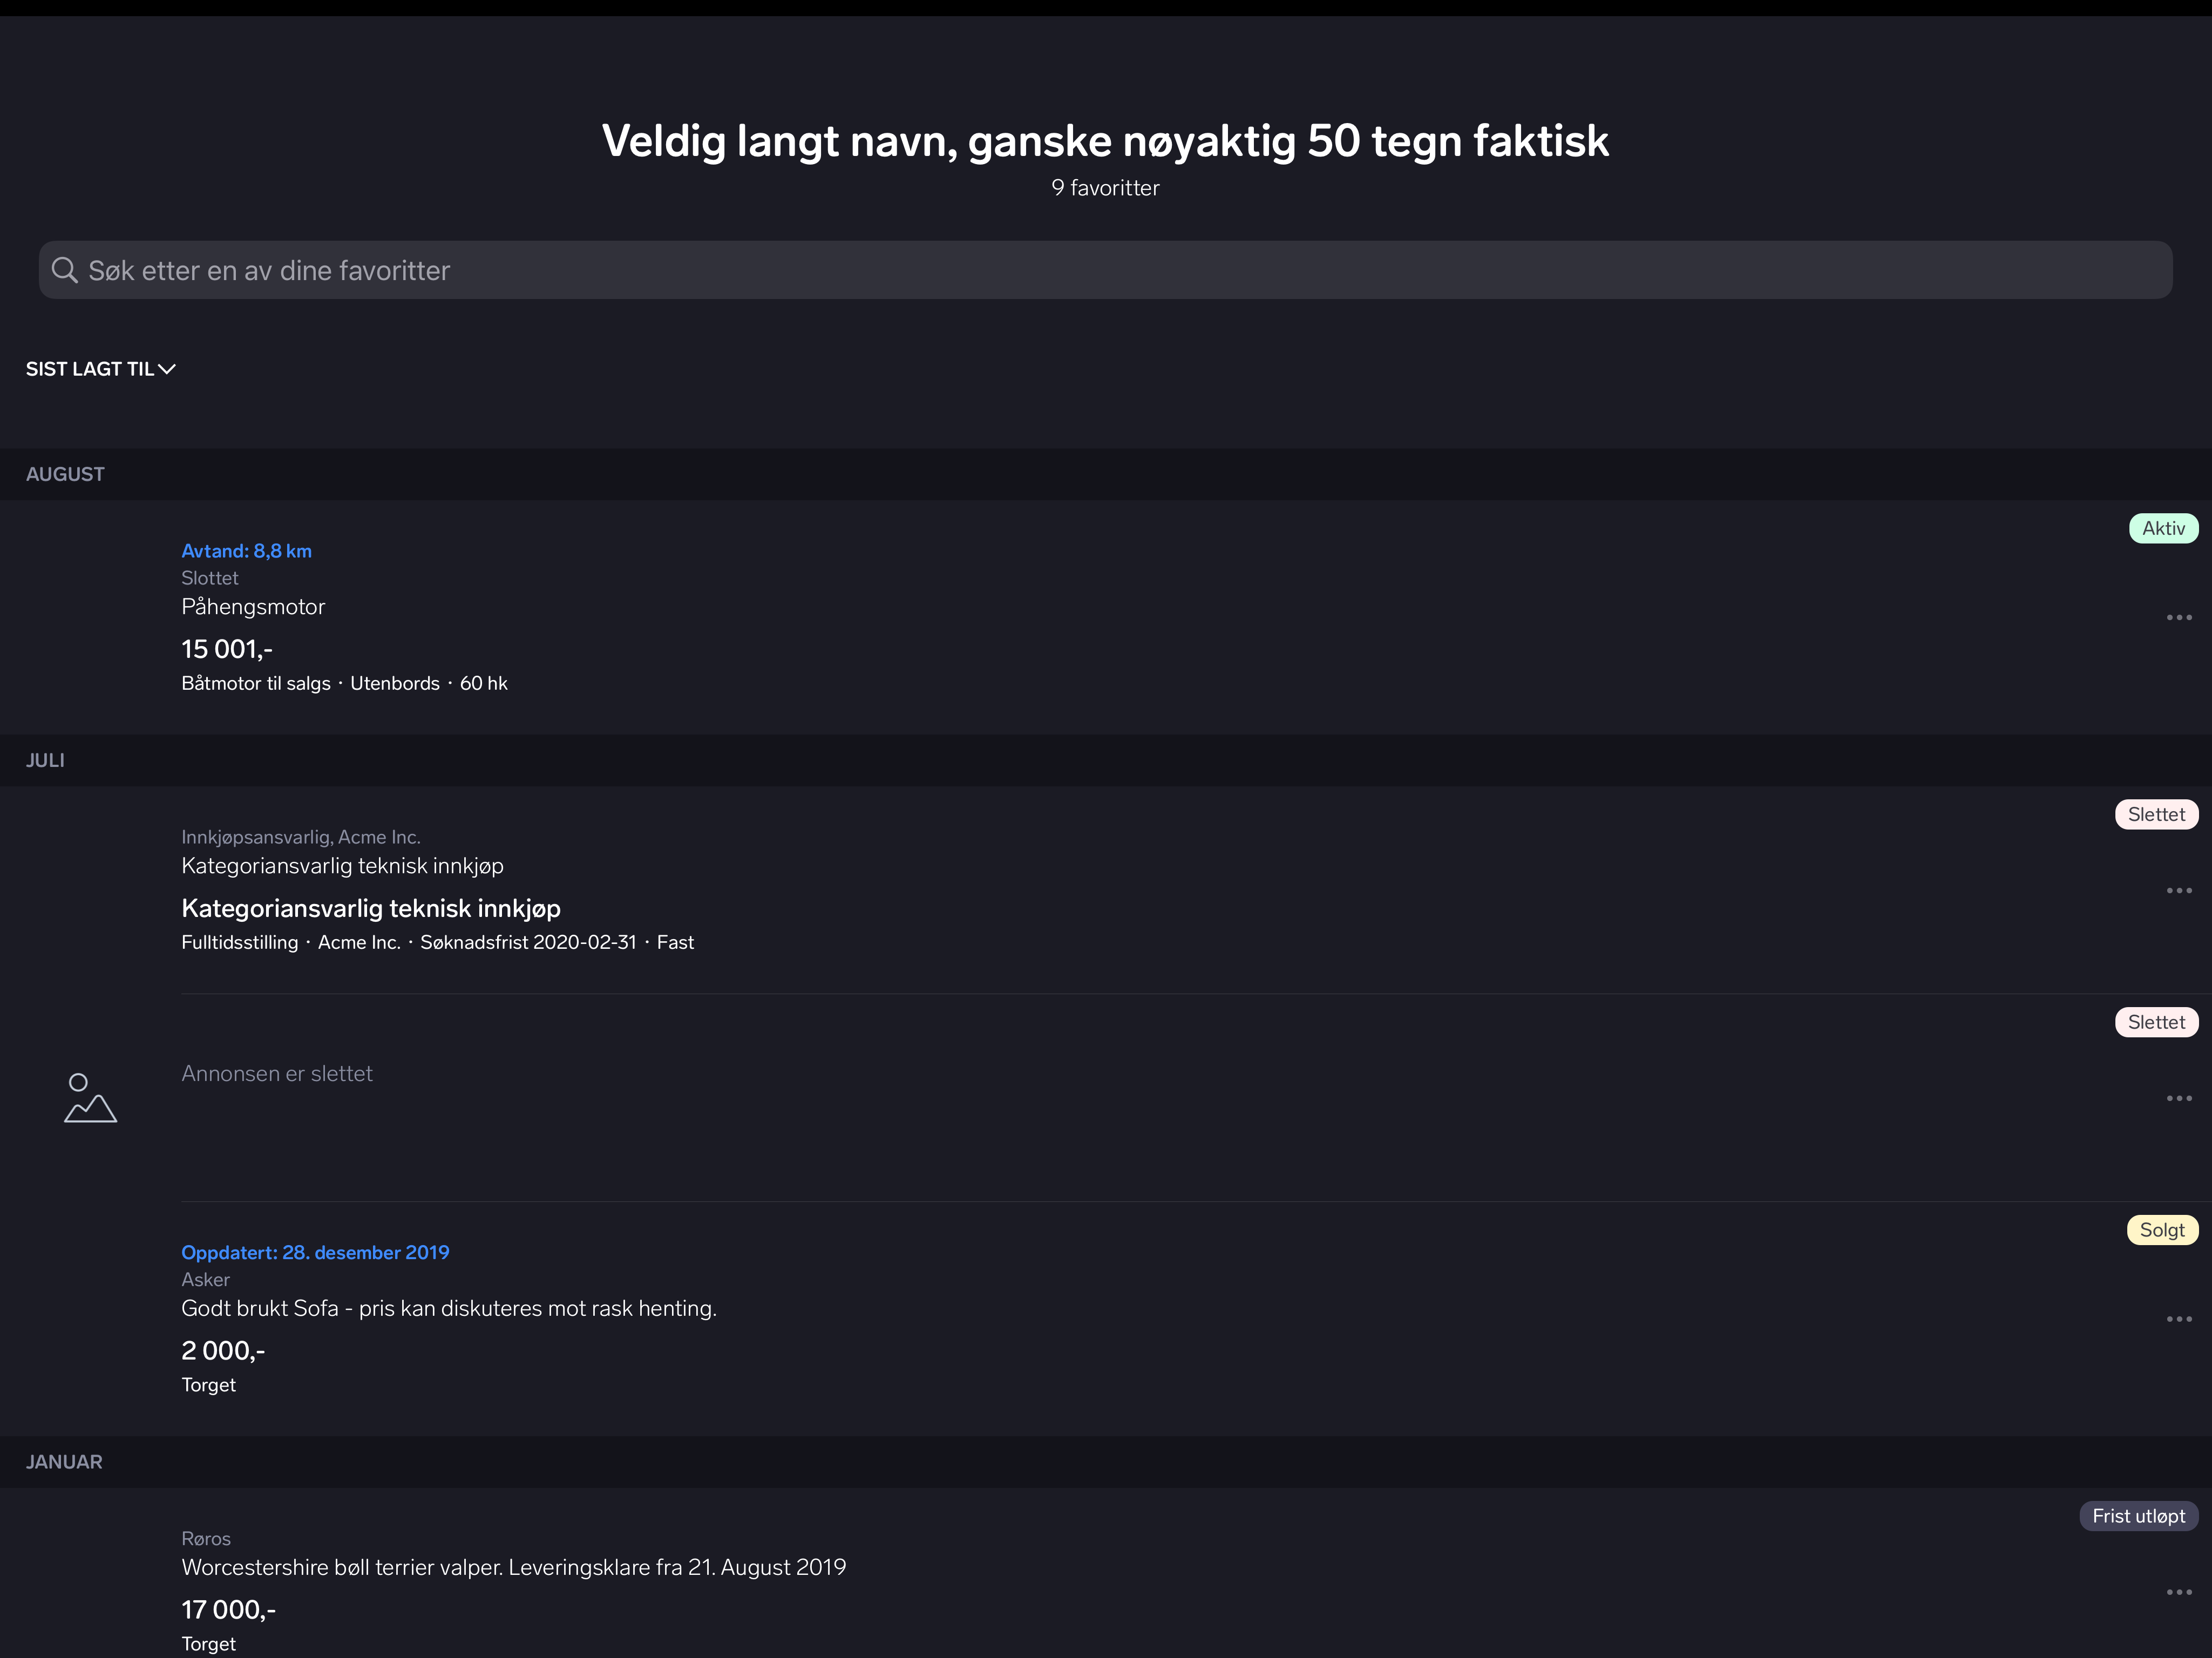 Veldig langt navn, ganske nøyaktig 50 tegn faktisk
9 favoritter
Søk etter en av dine favoritter
SIST LAGT TIL
AUGUST
Aktiv
Avtand: 8,8 km
Slottet
Påhengsmotor
15 001,-
Båtmotor til salgs · Utenbords · 60 hk
JULI
Slettet
Innkjøpsansvarlig, Acme Inc.
Kategoriansvarlig teknisk innkjøp
Kategoriansvarlig teknisk innkjøp
Fulltidsstilling · Acme Inc. · Søknadsfrist 2020-02-31 · Fast
Slettet
Annonsen er slettet
Solgt
Oppdatert: 28. desember 2019
Asker
Godt brukt Sofa - pris kan diskuteres mot rask henting.
2 000,-
Torget
JANUAR
Frist utløpt
Røros
Worcestershire bøll terrier valper. Leveringsklare fra 21. August 2019
17 000,-
Torget